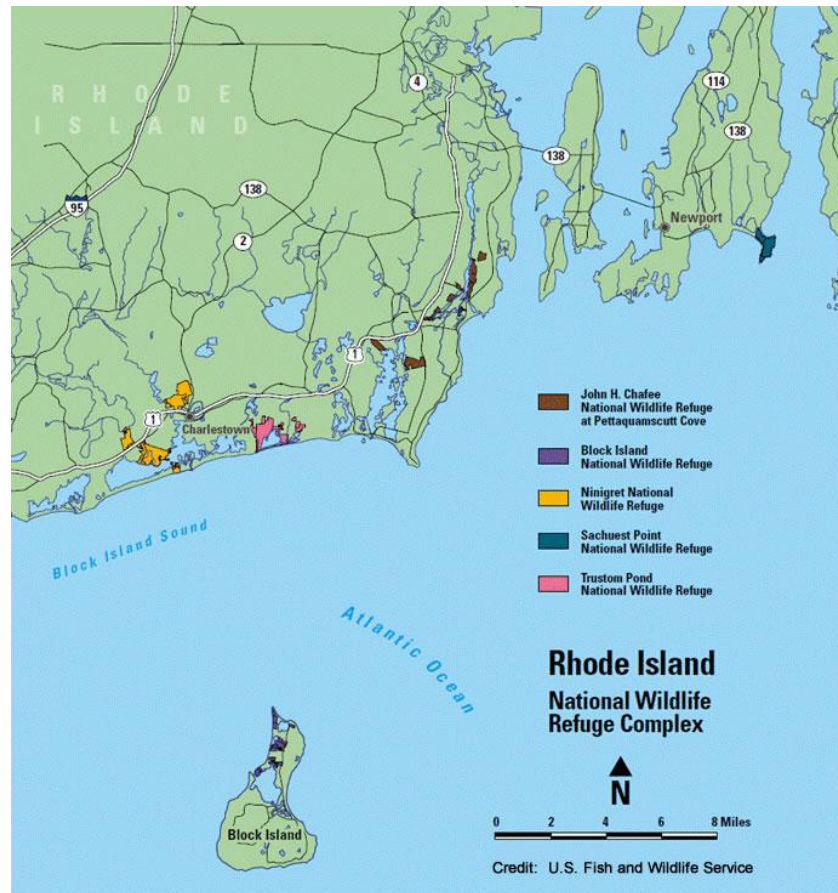 RHODE
ISLAND
4
114
138
138
95
138
2
Newport
1
1
Charlestown
John H. Chafee
National Wildlife Refuge
at Pettaquamscutt Cove
Block Island
National Wildlife Refuge
Ninigret National
Wildlife Refuge
Sachuest Point
National Wildlife Refuge
Trustom Pond
National Wildlife Refuge
Block Island Sound
Atlantic Ocean
Rhode Island
National Wildlife
Refuge Complex
N
0 2 4 6 8 Miles
Block Island
Credit: U.S. Fish and Wildlife Service